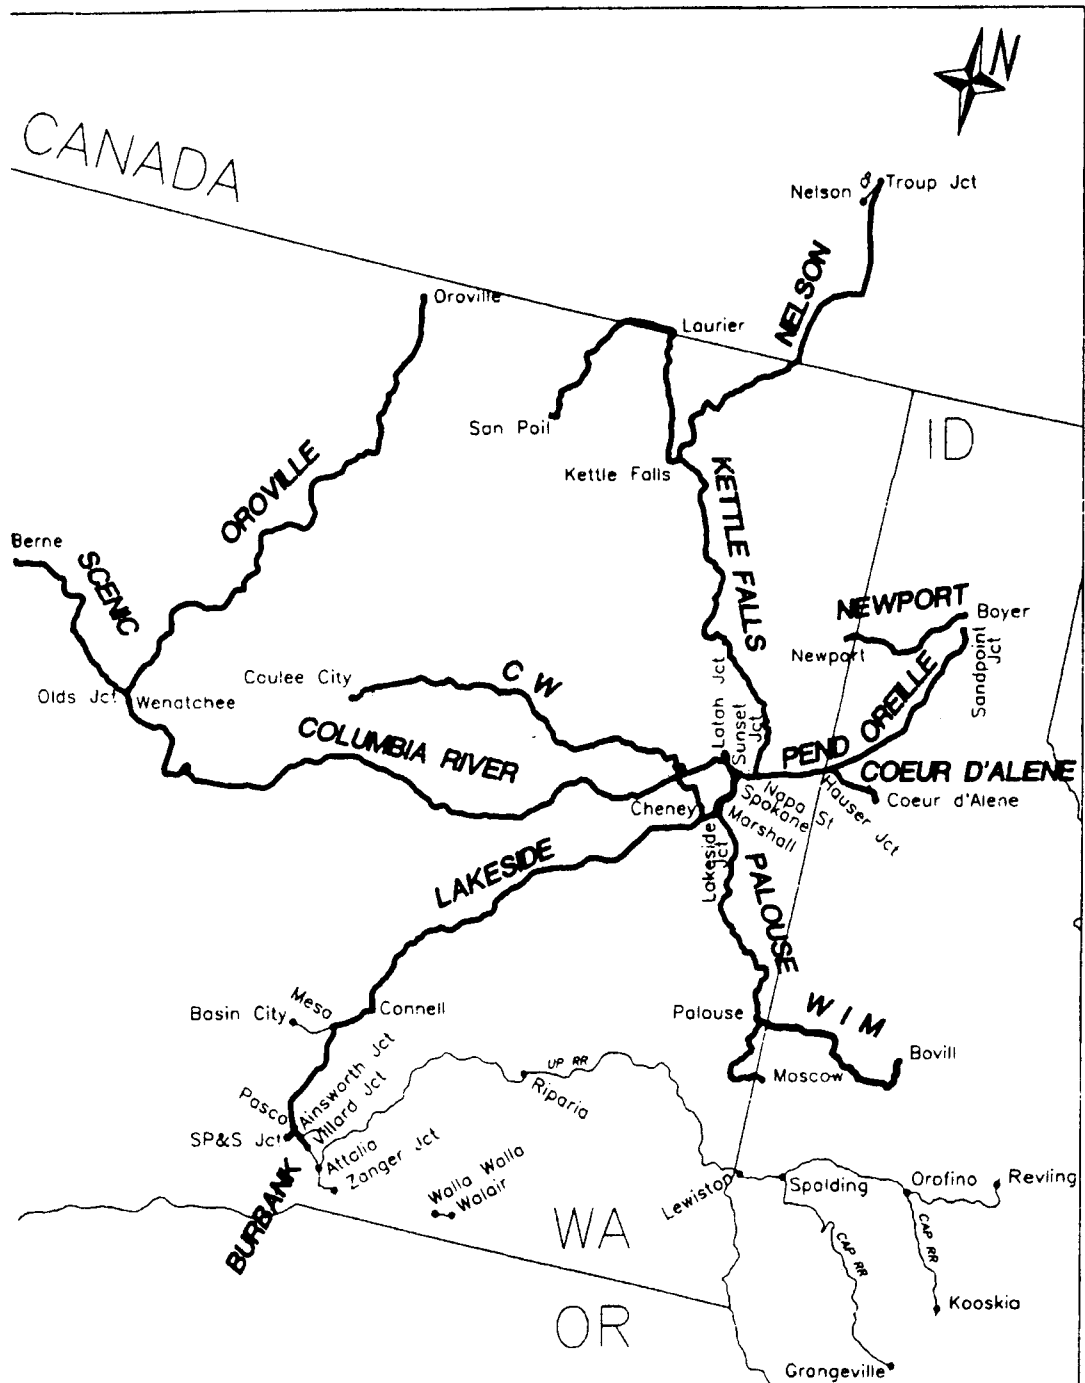 N
CANADA
Nelson
8
Troup Jct
NELSON
Oroville
Laurier
San Poil
Kettle Falls
ID
OROVILLE
KETTLE FALLS
Berne
SCENIC
NEWPORT
Boyer
Newport
Sandpoint Jct
Olds Jct
Wenatchee
Coulee City
C W
Latah Jct
Sunset Jct
PEND OREILLE
COLUMBIA RIVER
COEUR D'ALENE
Coeur d'Alene
Hauser Jct
Napa St
Spokane
Marshall
Cheney
Lakeside Jct
LAKESIDE
PALOUSE
Mesa
Basin City
Connell
Palouse
W I M
Bovill
Moscow
Pasco
Ainsworth Jct
Villard Jct
SP&S Jct
UP RR
Riparia
Attalia
Zanger Jct
BURBANK
Walla Walla
Walair
Lewiston
Spalding
Orofino
Revling
WA
CAP RR
CAP RR
OR
Kooskia
Grangeville